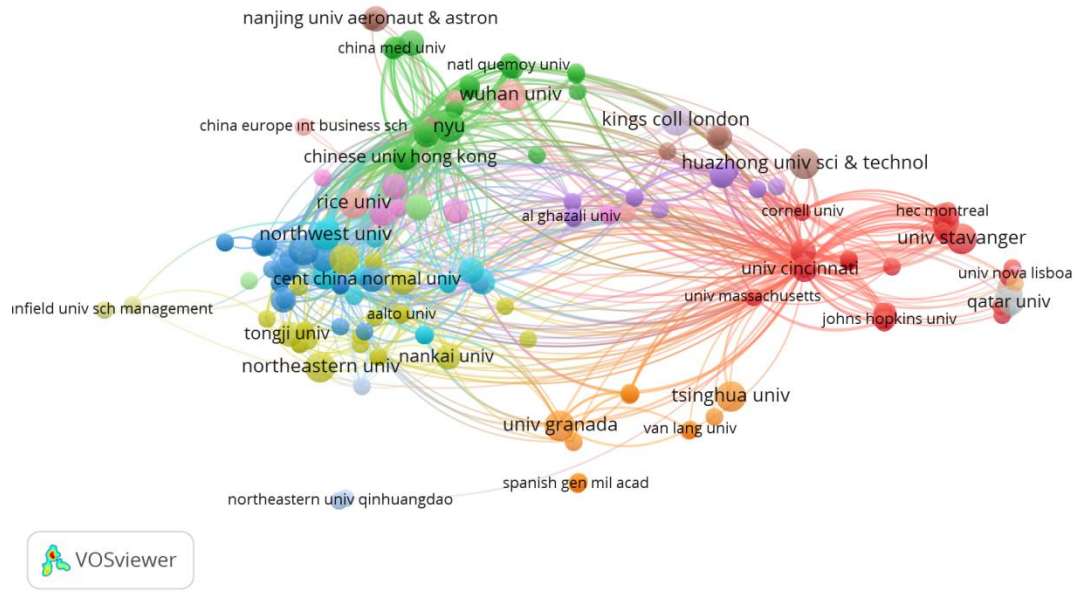 nanjing univ aeronaut & astron
china med univ
natl quemoy univ
wuhan univ
china europe int business sch
nyu
kings coll london
chinese univ hong kong
huazhong univ sci & technol
rice univ
al ghazali univ
cornell univ
hec montreal
northwest univ
univ stavanger
cent china normal univ
univ cincinnati
univ nova lisboa
univ massachusetts
qatar univ
nfield univ sch management
aalto univ
johns hopkins univ
tongji univ
nankai univ
northeastern univ
tsinghua univ
univ granada
van lang univ
spanish gen mil acad
northeastern univ qinhuangdao
VOSviewer